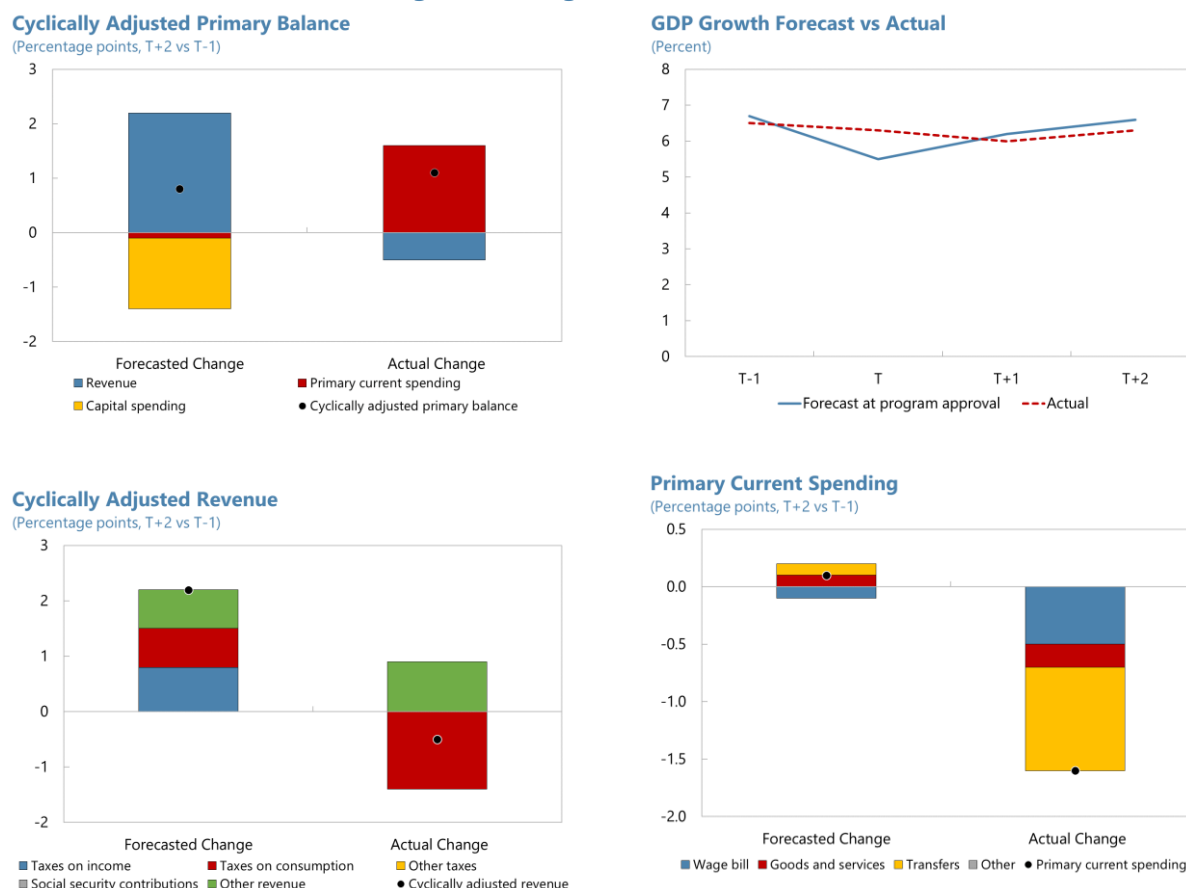 Cyclically Adjusted Primary Balance
(Percentage points, T+2 vs T-1)
3
2
1
0
-1
-2
Forecasted Change
Actual Change
Revenue
Primary current spending
Capital spending
Cyclically adjusted primary balance
GDP Growth Forecast vs Actual
(Percent)
8
7
6
5
4
3
2
1
0
T-1
T
T+1
T+2
Forecast at program approval
Actual
Cyclically Adjusted Revenue
(Percentage points, T+2 vs T-1)
3
2
1
0
-1
-2
Forecasted Change
Actual Change
Taxes on income
Taxes on consumption
Other taxes
Social security contributions
Other revenue
Cyclically adjusted revenue
Primary Current Spending
(Percentage points, T+2 vs T-1)
0.5
0.0
-0.5
-1.0
-1.5
-2.0
Forecasted Change
Actual Change
Wage bill
Goods and services
Transfers
Other
Primary current spending